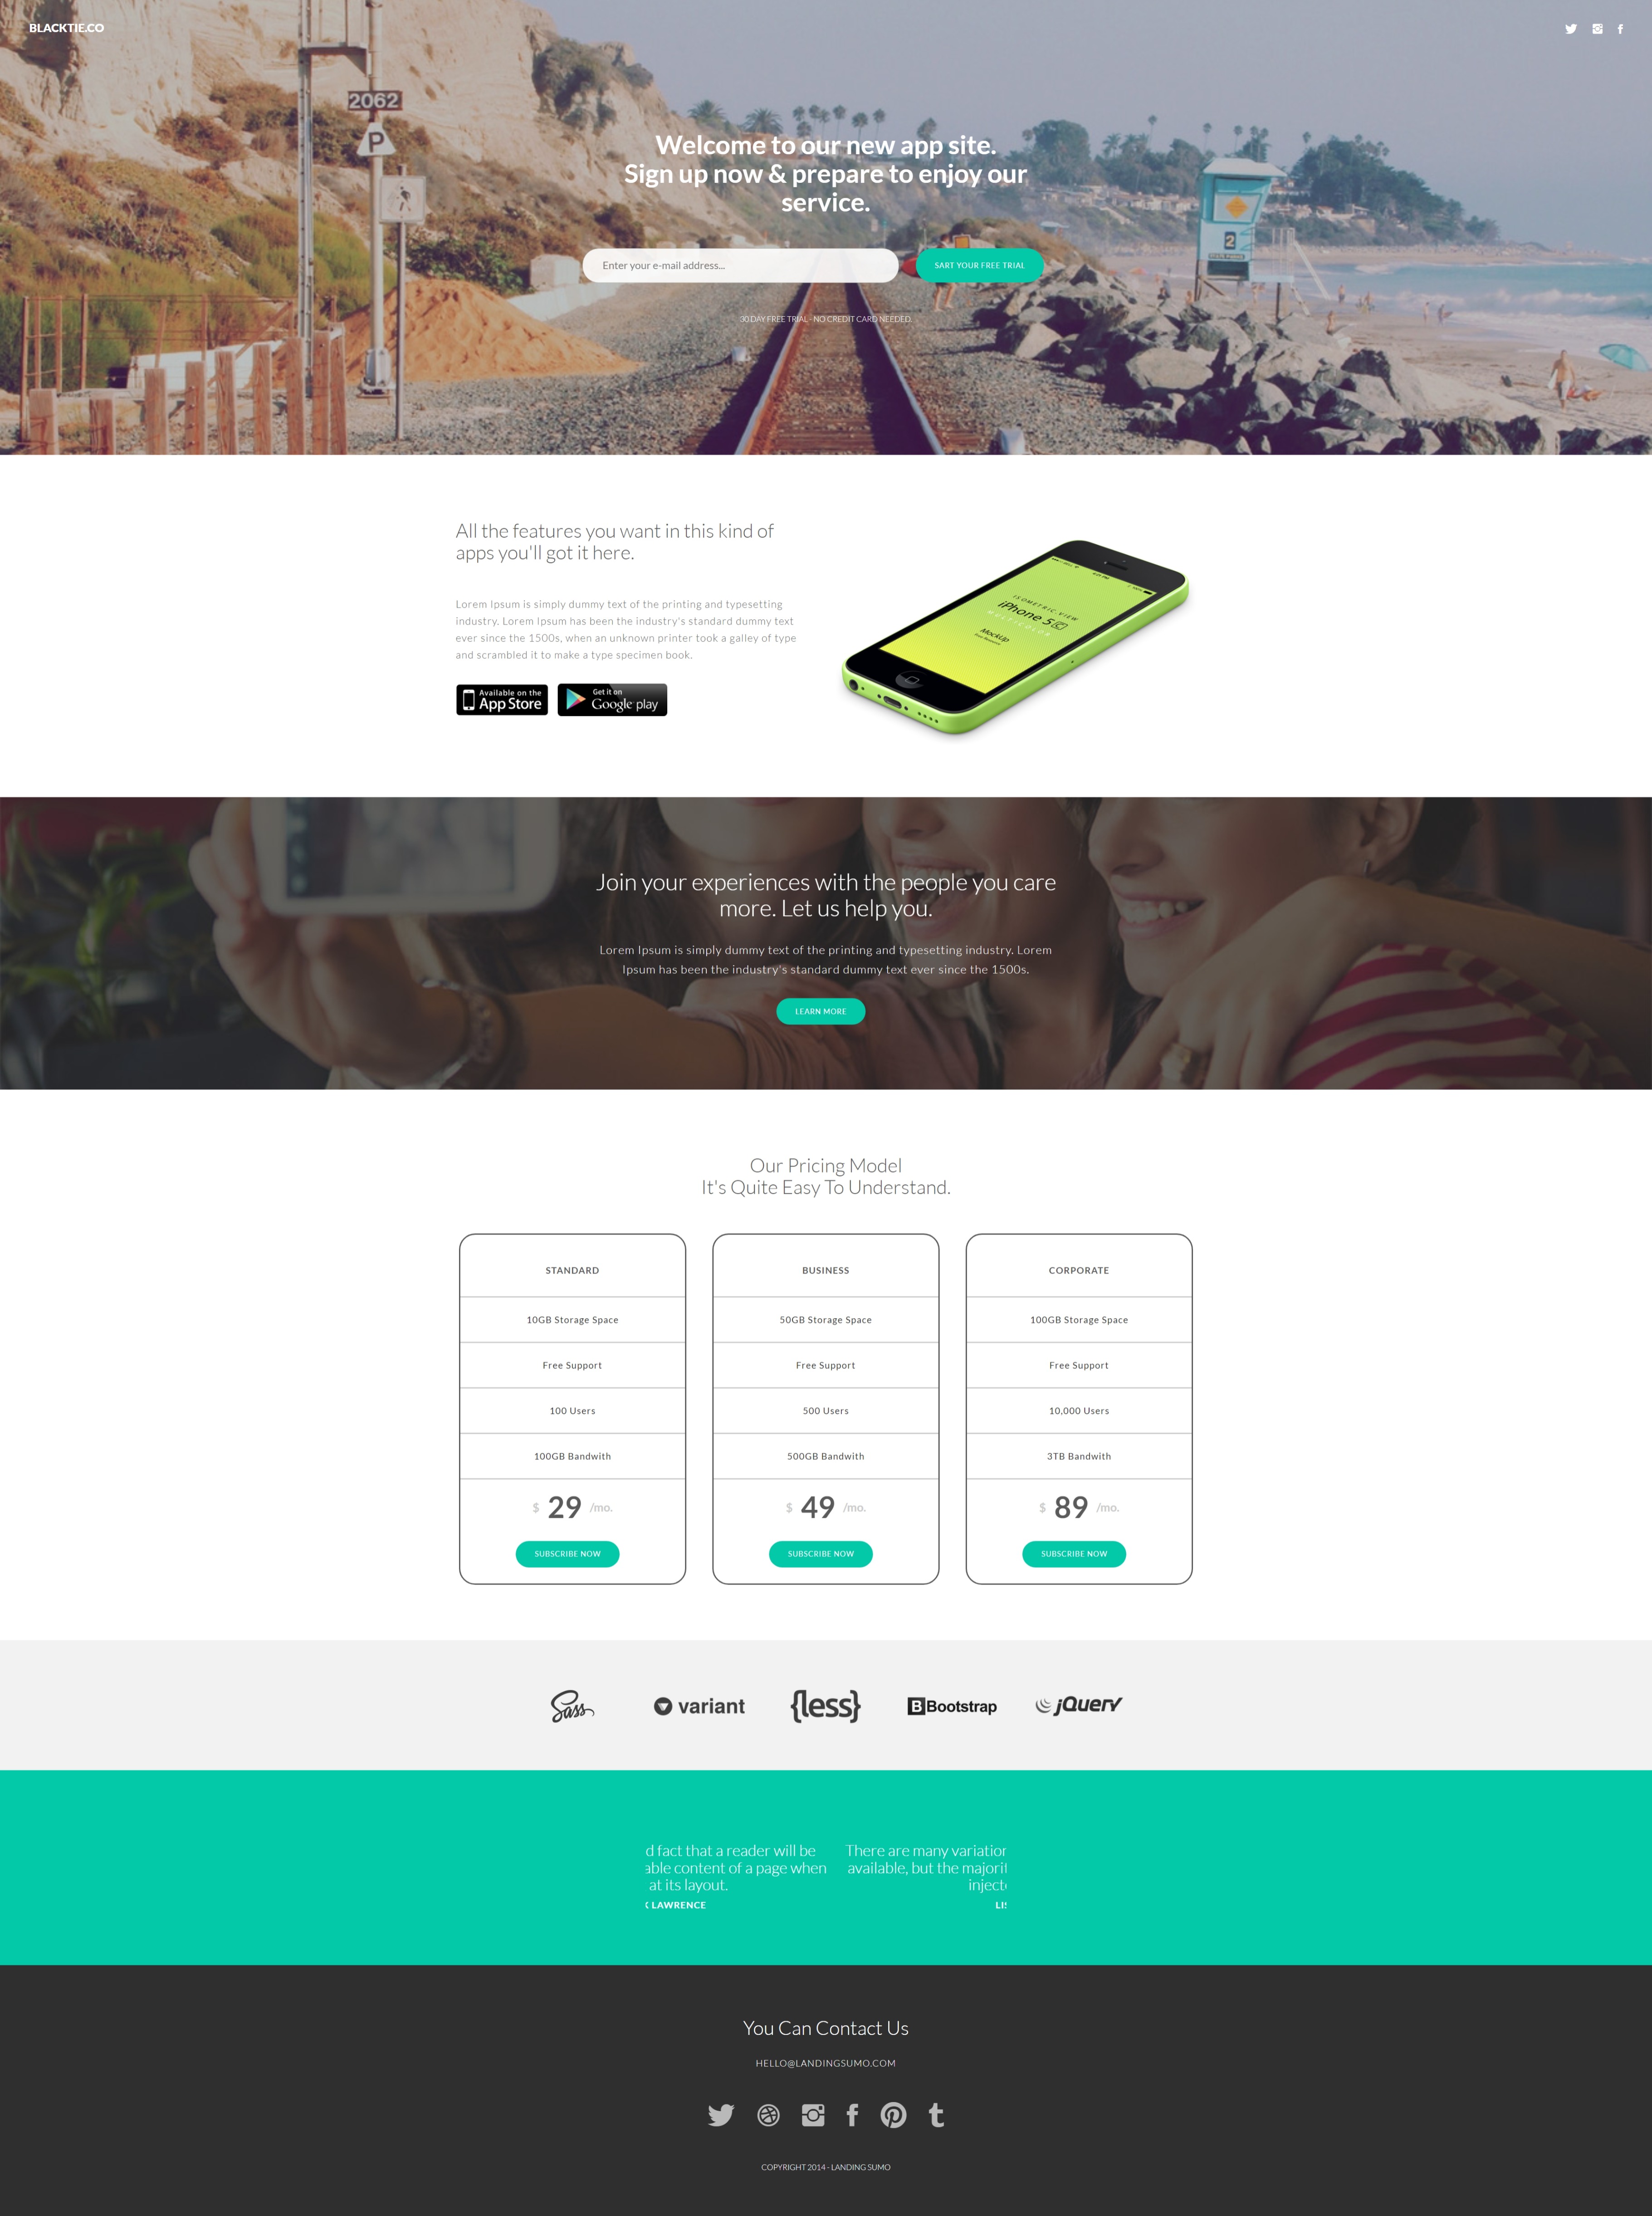 BLACKTIE.CO
2062
P
Welcome to our new app site.
Sign up now & prepare to enjoy our
service.
2
Enter your e-mail address...
SART YOUR FREE TRIAL
30 DAY FREE TRIAL - NO CREDIT CARD NEEDED.
All the features you want in this kind of
apps you'll got it here.
Lorem Ipsum is simply dummy text of the printing and typesetting
industry. Lorem Ipsum has been the industry's standard dummy text
ever since the 1500s, when an unknown printer took a galley of type
and scrambled it to make a type specimen book.
Available on the
App Store
Get it on
Google play
ISOMETRIC VIEW
iPhone 5C
MULTICOLOR
MockUp
Join your experiences with the people you care
more. Let us help you.
Lorem Ipsum is simply dummy text of the printing and typesetting industry. Lorem
Ipsum has been the industry's standard dummy text ever since the 1500s.
LEARN MORE
Our Pricing Model
It's Quite Easy To Understand.
STANDARD
10GB Storage Space
Free Support
100 Users
100GB Bandwith
$ 29 /mo.
SUBSCRIBE NOW
BUSINESS
50GB Storage Space
Free Support
500 Users
500GB Bandwith
$ 49 /mo.
SUBSCRIBE NOW
CORPORATE
100GB Storage Space
Free Support
10,000 Users
3TB Bandwith
$ 89 /mo.
SUBSCRIBE NOW
Sass
variant
{less}
B Bootstrap
jQuery
d fact that a reader will be
able content of a page when
at its layout.
LAWRENCE
There are many variation
available, but the majorit
inject
LIS
You Can Contact Us
HELLO@LANDINGSUMO.COM
COPYRIGHT 2014 - LANDING SUMO